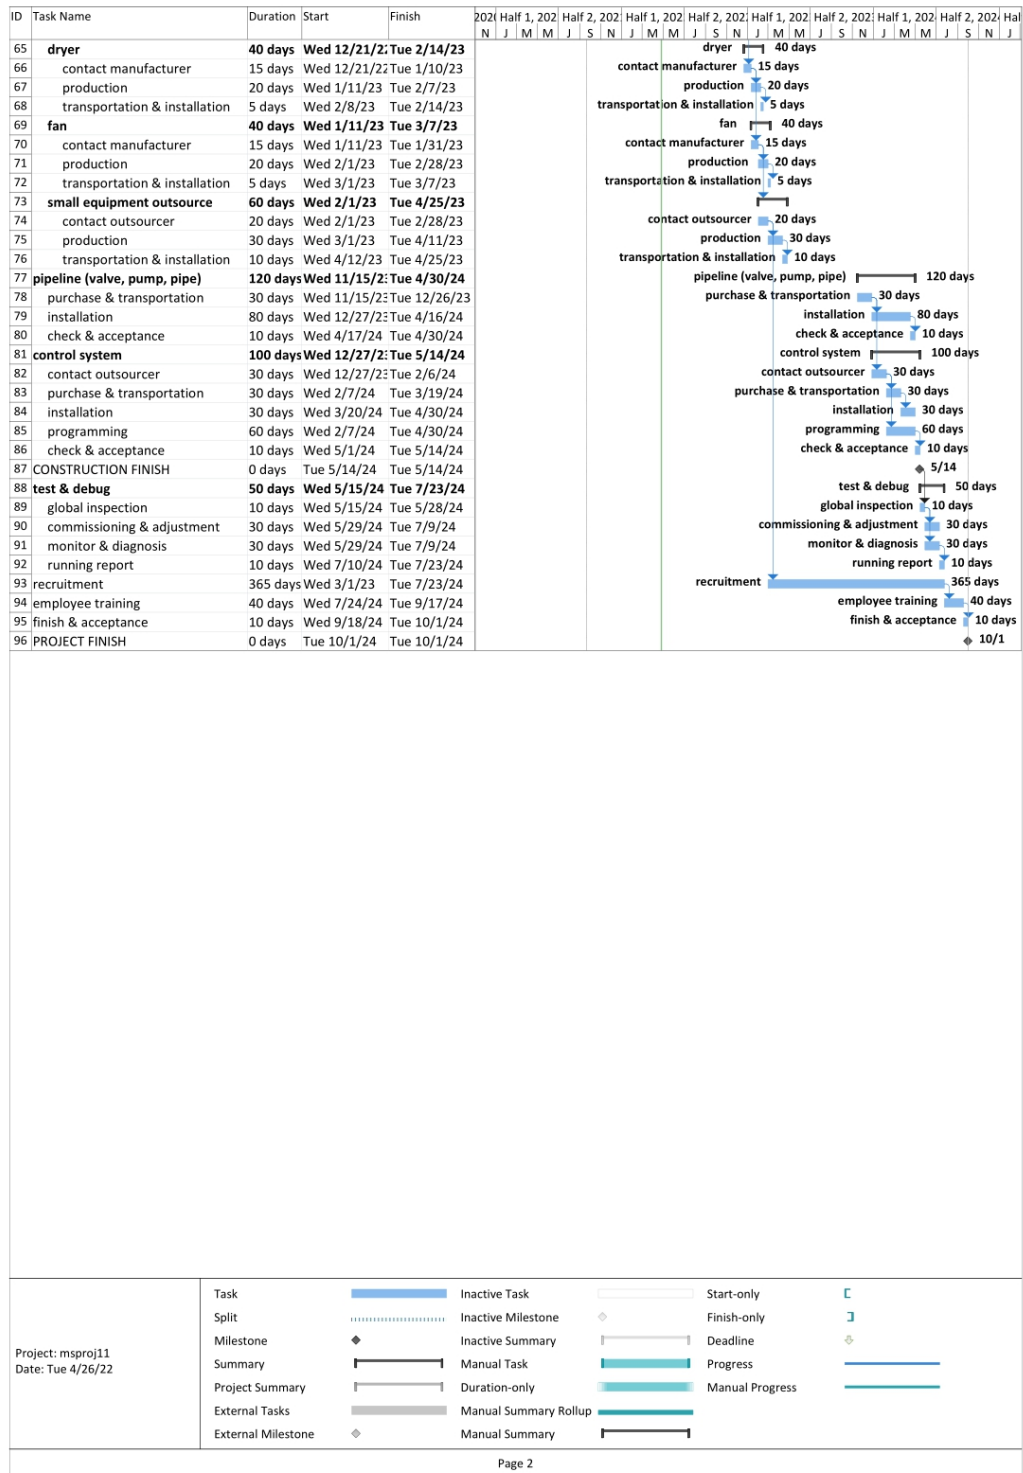 ID Task Name Duration Start Finish 202( Half 1, 202 Half 2, 202 Half 1, 202 Half 2, 202 Half 1, 202 Half 2, 202 Half 1, 202 Half 2, 202 Hal
N J M M J S N J M M J S N J M M J S N J M M J S N J
65 dryer 40 days Wed 12/21/22 Tue 2/14/23 dryer 40 days
66 contact manufacturer 15 days Wed 12/21/22 Tue 1/10/23 contact manufacturer 15 days
67 production 20 days Wed 1/11/23 Tue 2/7/23 production 20 days
68 transportation & installation 5 days Wed 2/8/23 Tue 2/14/23 transportation & installation 5 days
69 fan 40 days Wed 1/11/23 Tue 3/7/23 fan 40 days
70 contact manufacturer 15 days Wed 1/11/23 Tue 1/31/23 contact manufacturer 15 days
71 production 20 days Wed 2/1/23 Tue 2/28/23 production 20 days
72 transportation & installation 5 days Wed 3/1/23 Tue 3/7/23 transportation & installation 5 days
73 small equipment outsource 60 days Wed 2/1/23 Tue 4/25/23
74 contact outsourcer 20 days Wed 2/1/23 Tue 2/28/23 contact outsourcer 20 days
75 production 30 days Wed 3/1/23 Tue 4/11/23 production 30 days
76 transportation & installation 10 days Wed 4/12/23 Tue 4/25/23 transportation & installation 10 days
77 pipeline (valve, pump, pipe) 120 days Wed 11/15/23 Tue 4/30/24 pipeline (valve, pump, pipe) 120 days
78 purchase & transportation 30 days Wed 11/15/23 Tue 12/26/23 purchase & transportation 30 days
79 installation 80 days Wed 12/27/23 Tue 4/16/24 installation 80 days
80 check & acceptance 10 days Wed 4/17/24 Tue 4/30/24 check & acceptance 10 days
81 control system 100 days Wed 12/27/23 Tue 5/14/24 control system 100 days
82 contact outsourcer 30 days Wed 12/27/23 Tue 2/6/24 contact outsourcer 30 days
83 purchase & transportation 30 days Wed 2/7/24 Tue 3/19/24 purchase & transportation 30 days
84 installation 30 days Wed 3/20/24 Tue 4/30/24 installation 30 days
85 programming 60 days Wed 2/7/24 Tue 4/30/24 programming 60 days
86 check & acceptance 10 days Wed 5/1/24 Tue 5/14/24 check & acceptance 10 days
87 CONSTRUCTION FINISH 0 days Tue 5/14/24 Tue 5/14/24 5/14
88 test & debug 50 days Wed 5/15/24 Tue 7/23/24 test & debug 50 days
89 global inspection 10 days Wed 5/15/24 Tue 5/28/24 global inspection 10 days
90 commissioning & adjustment 30 days Wed 5/29/24 Tue 7/9/24 commissioning & adjustment 30 days
91 monitor & diagnosis 30 days Wed 5/29/24 Tue 7/9/24 monitor & diagnosis 30 days
92 running report 10 days Wed 7/10/24 Tue 7/23/24 running report 10 days
93 recruitment 365 days Wed 3/1/23 Tue 7/23/24 recruitment 365 days
94 employee training 40 days Wed 7/24/24 Tue 9/17/24 employee training 40 days
95 finish & acceptance 10 days Wed 9/18/24 Tue 10/1/24 finish & acceptance 10 days
96 PROJECT FINISH 0 days Tue 10/1/24 Tue 10/1/24 10/1
Project: msproj11
Date: Tue 4/26/22
Task Inactive Task Start-only
Split Inactive Milestone Finish-only
Milestone Inactive Summary Deadline
Summary Manual Task Progress
Project Summary Duration-only Manual Progress
External Tasks Manual Summary Rollup
External Milestone Manual Summary
Page 2